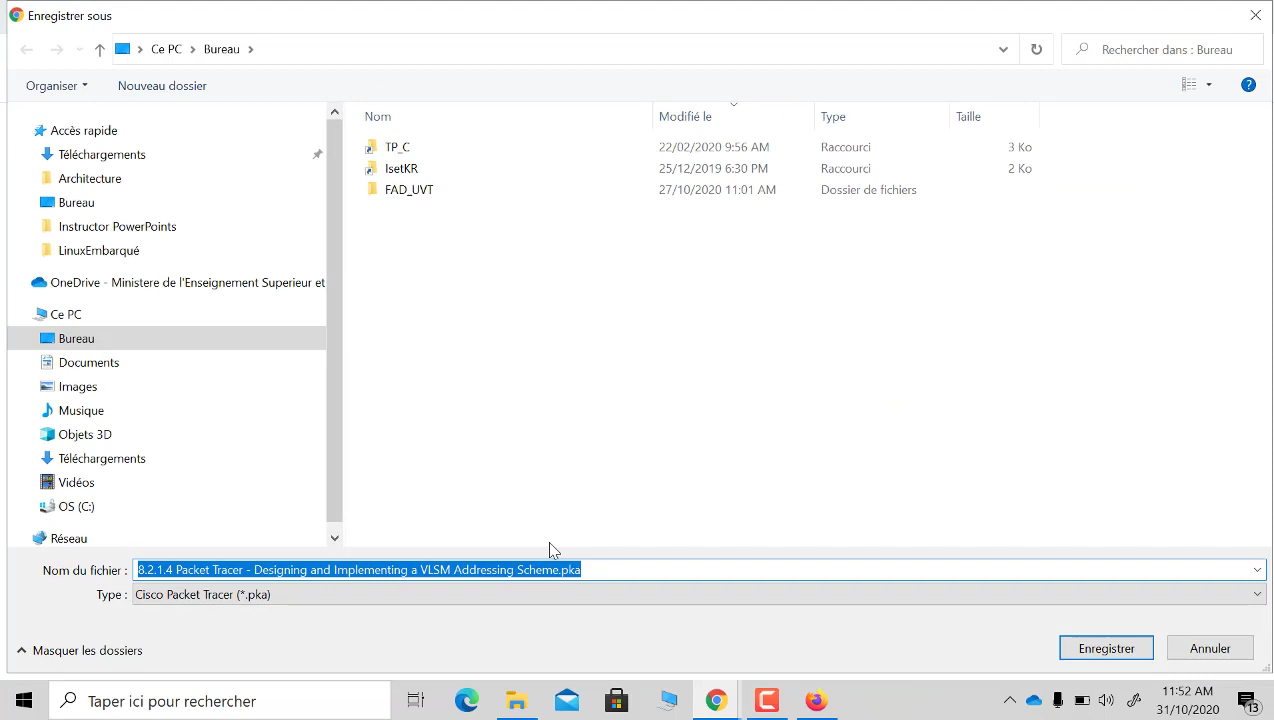 Enregistrer sous
Ce PC
Bureau
Rechercher dans : Bureau
Organiser
Nouveau dossier
Accès rapide
Téléchargements
Architecture
Bureau
Instructor PowerPoints
LinuxEmbarqué
OneDrive - Ministere de l'Enseignement Superieur et
Ce PC
Bureau
Documents
Images
Musique
Objets 3D
Téléchargements
Vidéos
OS (C:)
Réseau
Nom Modifié le Type Taille
TP_C 22/02/2020 9:56 AM Raccourci 3 Ko
IsetKR 25/12/2019 6:30 PM Raccourci 2 Ko
FAD_UVT 27/10/2020 11:01 AM Dossier de fichiers
Nom du fichier : 8.2.1.4 Packet Tracer - Designing and Implementing a VLSM Addressing Scheme.pka
Type : Cisco Packet Tracer (*.pka)
Masquer les dossiers
Enregistrer
Annuler
Taper ici pour rechercher
11:52 AM
31/10/2020
13